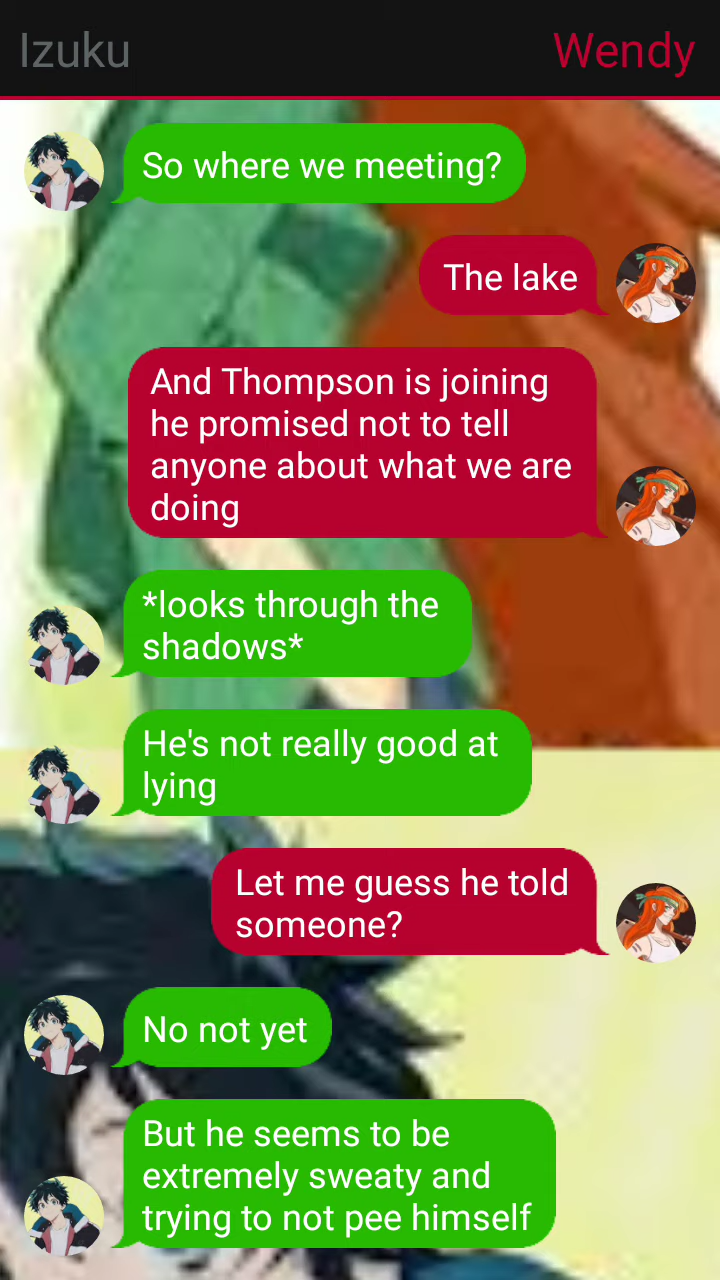 Izuku Wendy
So where we meeting?
The lake
And Thompson is joining
he promised not to tell
anyone about what we are
doing
*looks through the
shadows*
He's not really good at
lying
Let me guess he told
someone?
No not yet
But he seems to be
extremely sweaty and
trying to not pee himself